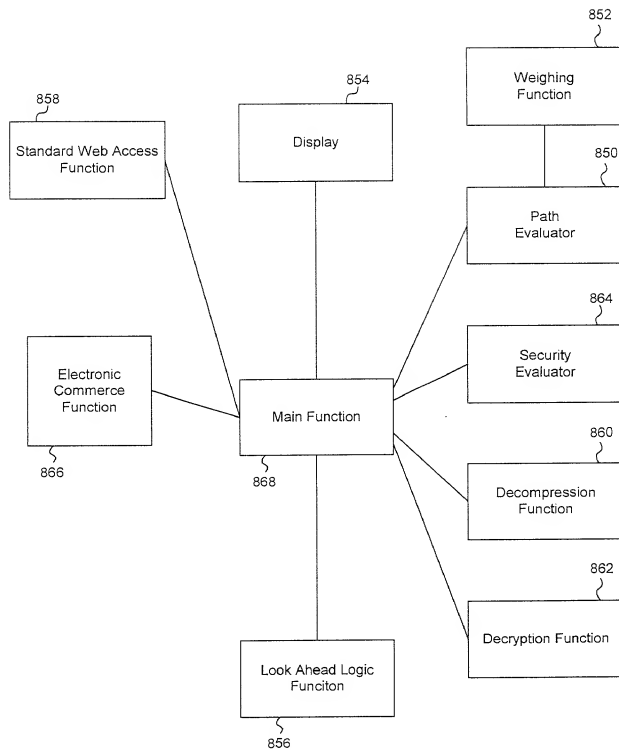 852
Weighing
Function
858
854
Standard Web Access
Function
Display
850
Path
Evaluator
864
Security
Evaluator
Electronic
Commerce
Function
866
Main Function
868
860
Decompression
Function
862
Decryption Function
Look Ahead Logic
Funciton
856